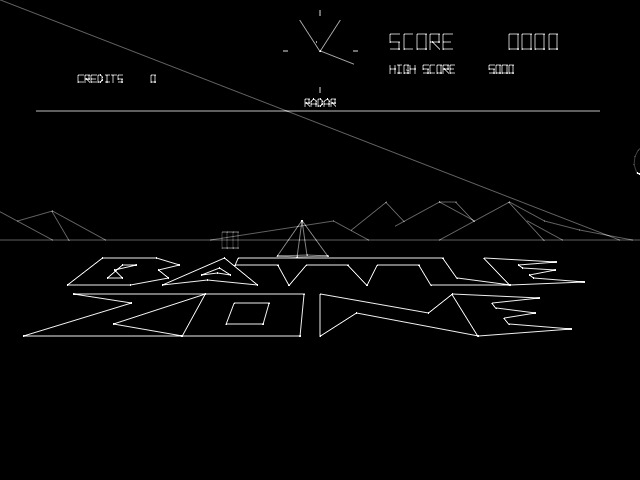 SCORE 0000
HIGH SCORE 5000
CREDITS 0
RADAR
BATTLE
ZONE